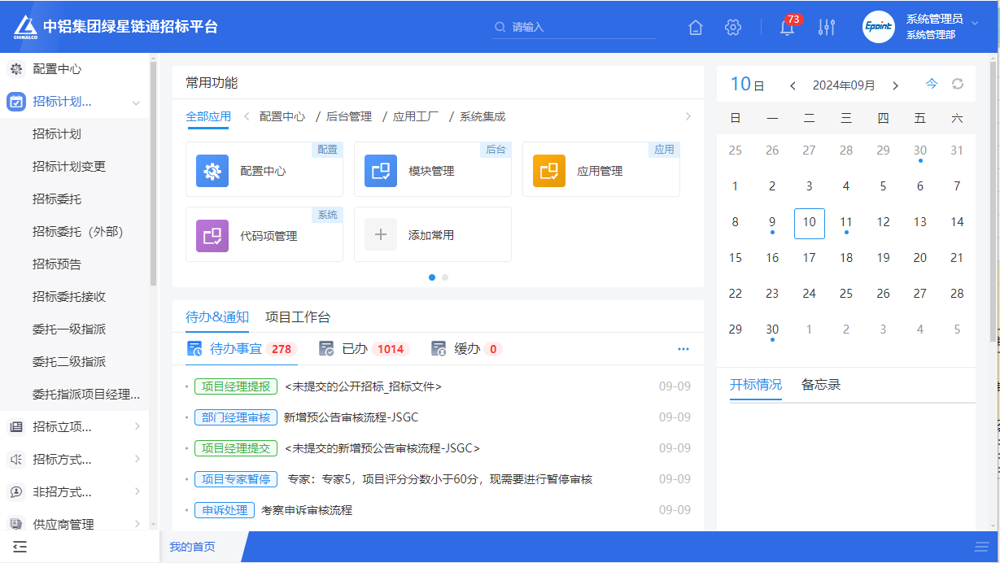 CHINALCO 中铝集团绿星链通招标平台
请输入
73
Epoint
系统管理员
系统管理部
配置中心
招标计划...
招标计划
招标计划变更
招标委托
招标委托（外部）
招标预告
招标委托接收
委托一级指派
委托二级指派
委托指派项目经理...
招标立项...
招标方式...
非招方式...
供应商管理
常用功能
全部应用 配置中心 / 后台管理 / 应用工厂 / 系统集成
配置 后台 应用
配置中心 模块管理 应用管理
系统
代码项管理 添加常用
待办&通知 项目工作台
待办事宜 278 已办 1014 缓办 0
项目经理提报 <未提交的公开招标_招标文件> 09-09
部门经理审核 新增预公告审核流程-JSGC 09-09
项目经理提交 <未提交的新增预公告审核流程-JSGC> 09-09
项目专家暂停 专家：专家5，项目评分分数小于60分，现需要进行暂停审核 09-09
申诉处理 考察申诉审核流程 09-09
10日 2024年09月 今
日 一 二 三 四 五 六
25 26 27 28 29 30 31
1 2 3 4 5 6 7
8 9 10 11 12 13 14
15 16 17 18 19 20 21
22 23 24 25 26 27 28
29 30 1 2 3 4 5
开标情况 备忘录
我的首页